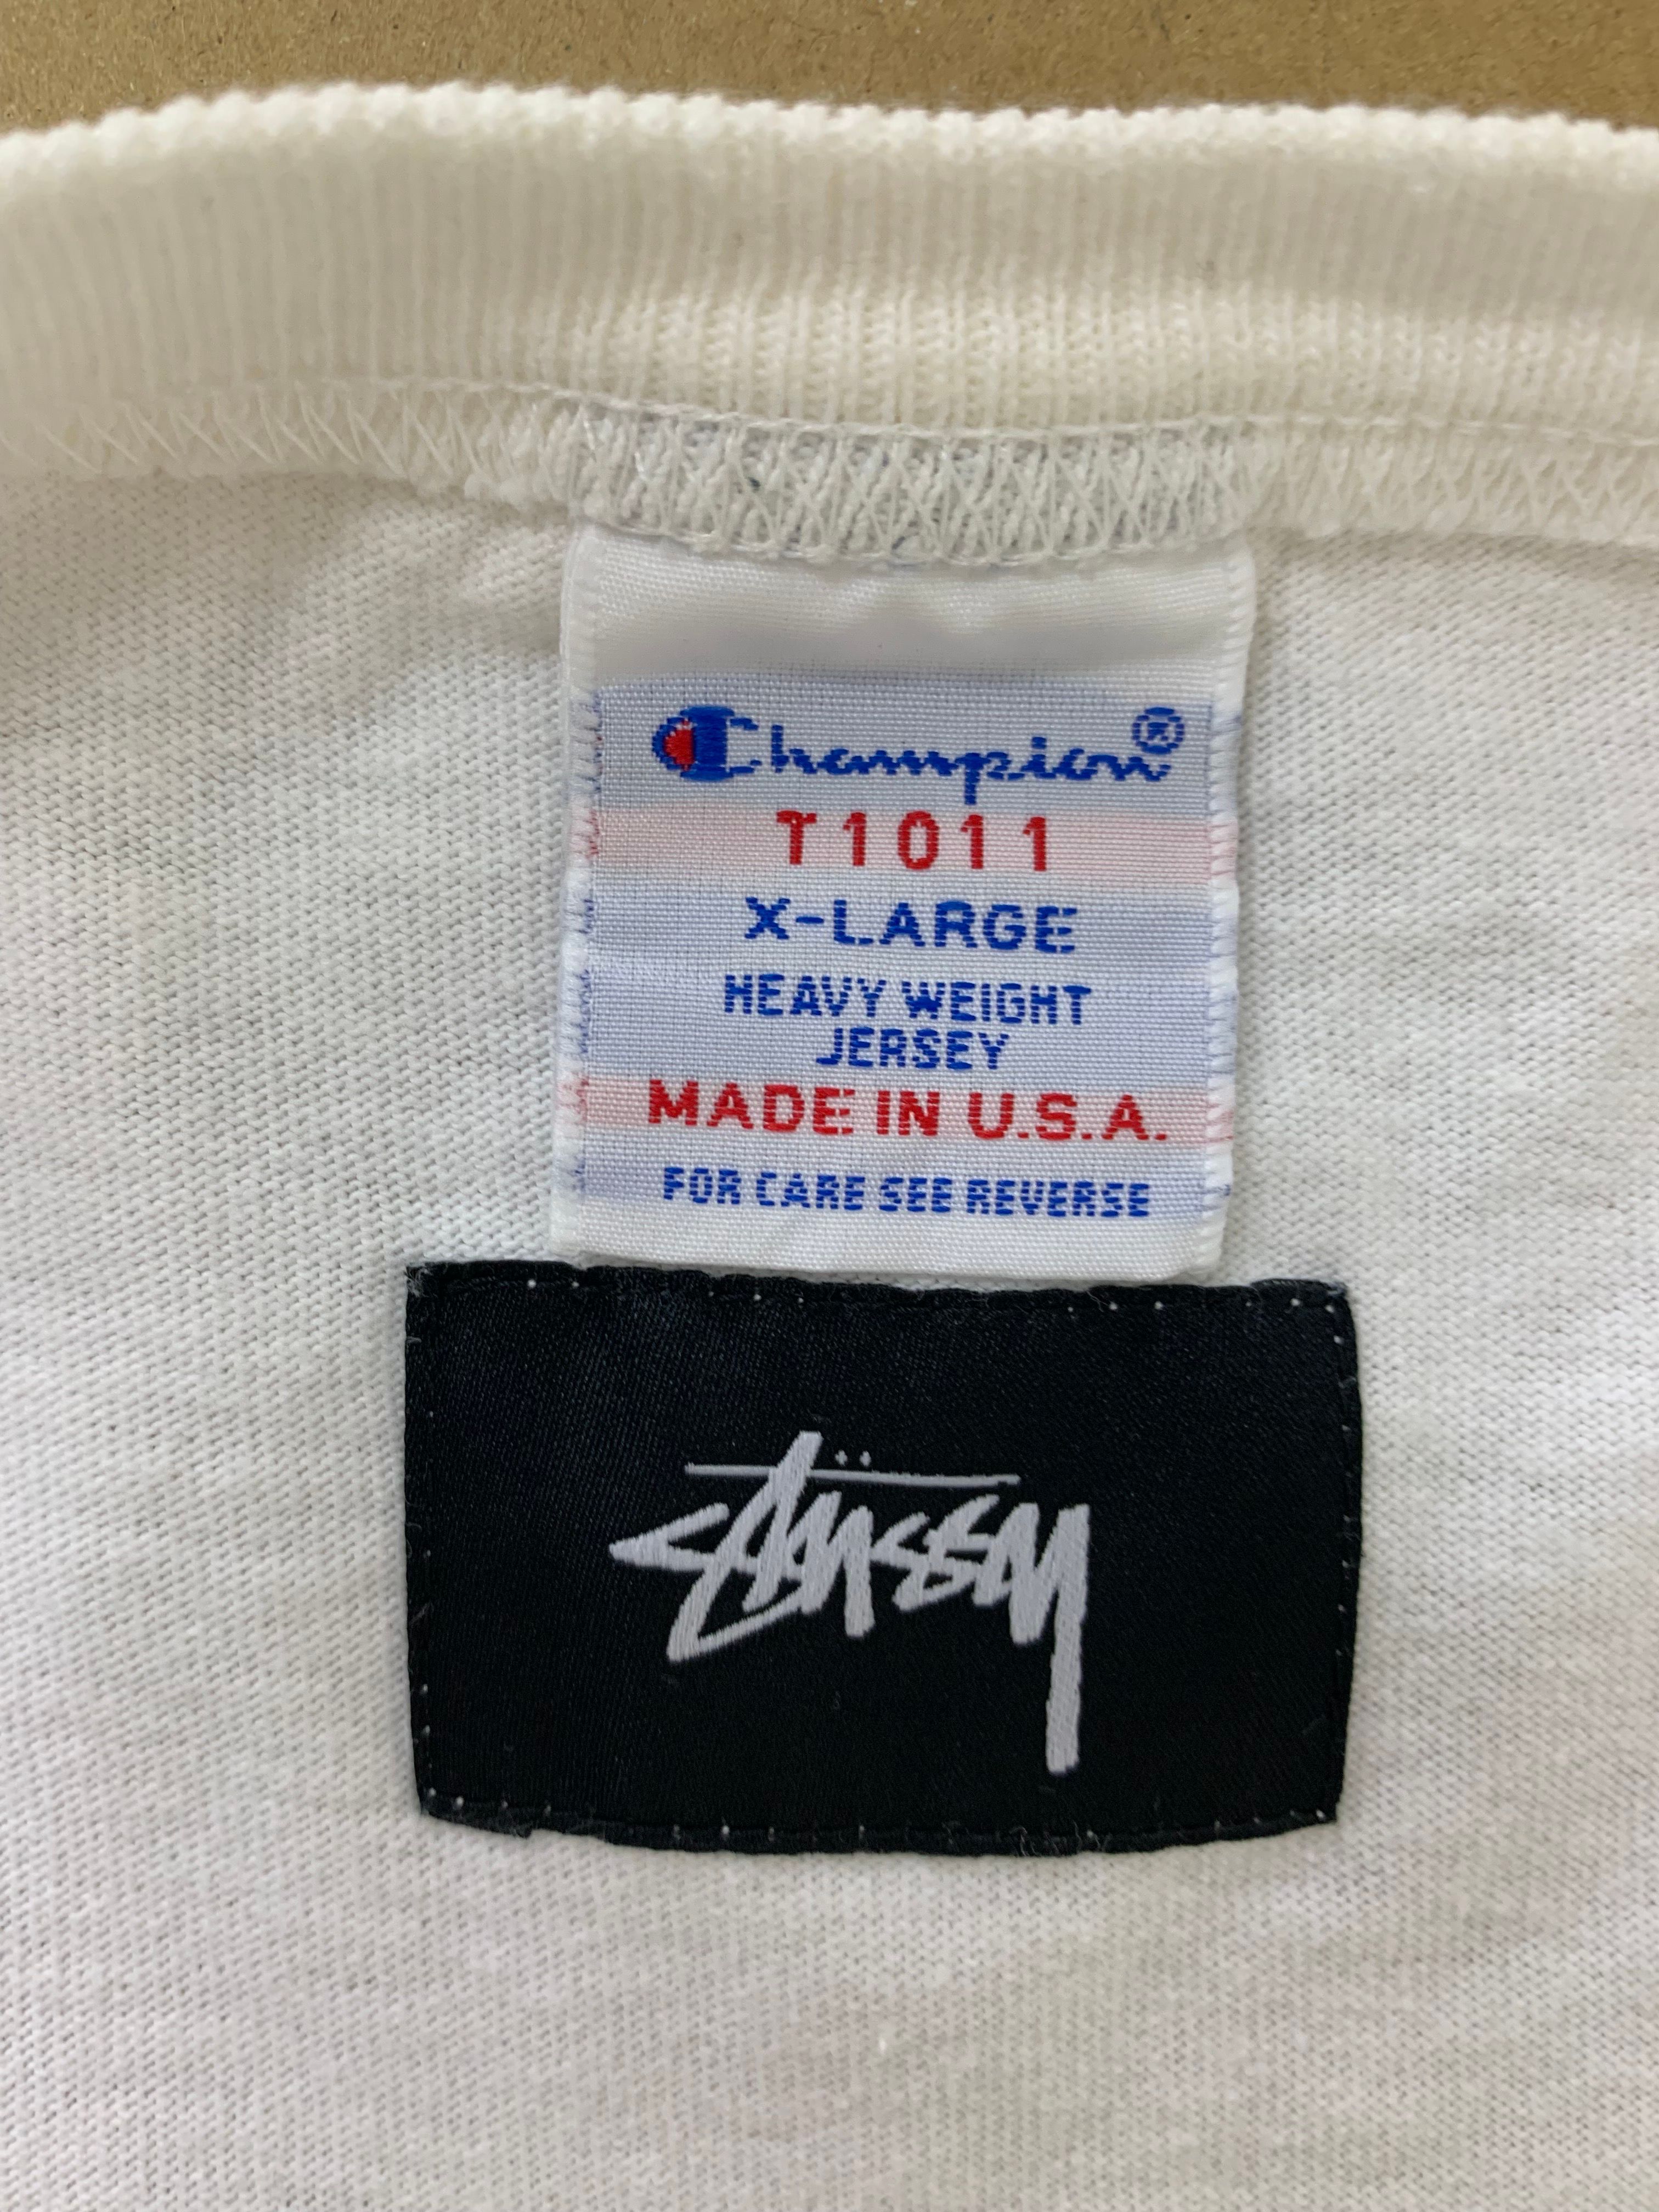 Champion®
T1011
X-LARGE
HEAVY WEIGHT
JERSEY
MADE IN U.S.A.
FOR CARE SEE REVERSE
Stüssy